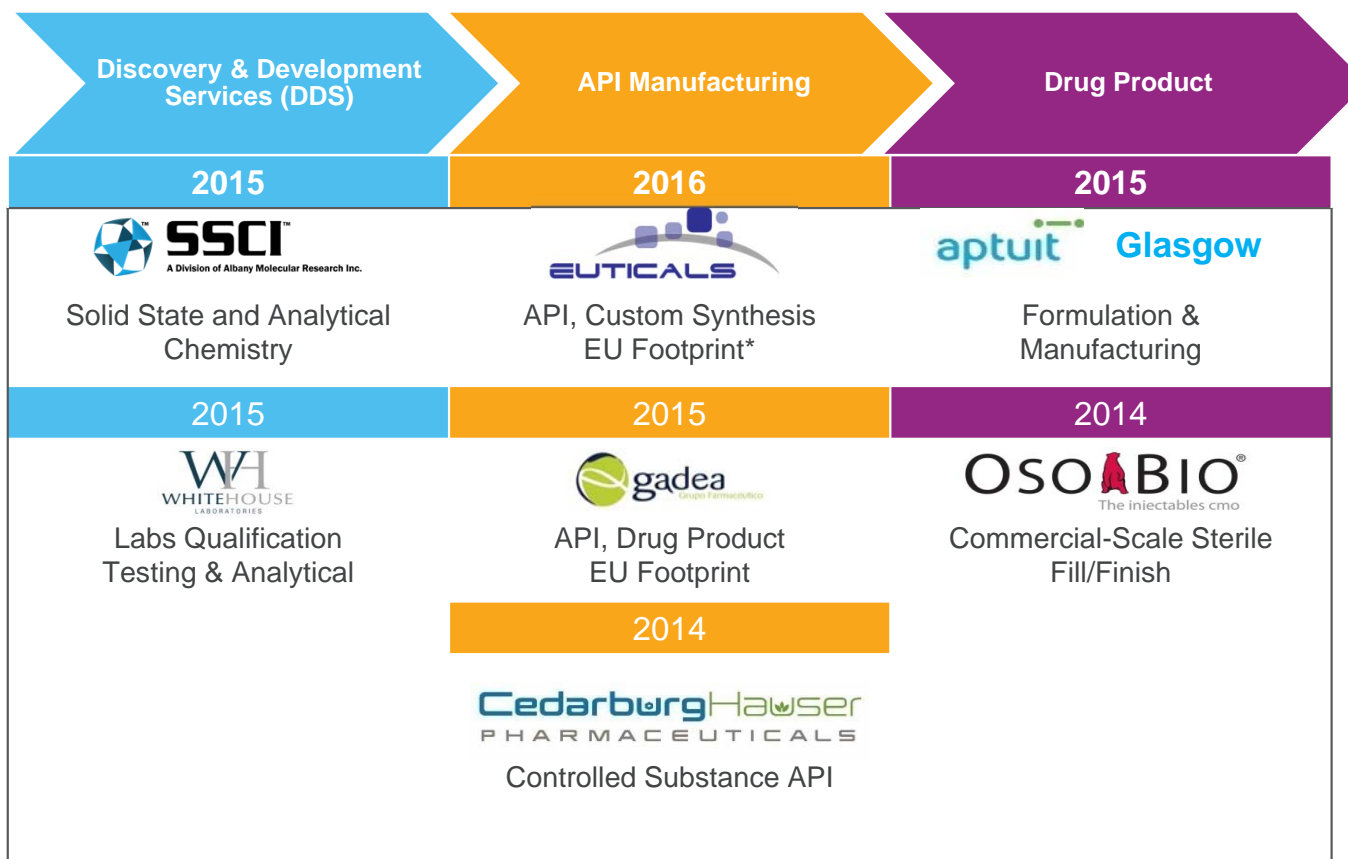 Discovery & Development
Services (DDS)
API Manufacturing
Drug Product
2015
2016
2015
SSCI™
A Division of Albany Molecular Research Inc.
EUTICALS
aptuit
Glasgow
Solid State and Analytical
Chemistry
API, Custom Synthesis
EU Footprint*
Formulation &
Manufacturing
2015
2015
2014
WH
WHITEHOUSE
LABORATORIES
gadea
Grupo Farmacéutico
OSOBIO®
The injectables cmo
Labs Qualification
Testing & Analytical
API, Drug Product
EU Footprint
Commercial-Scale Sterile
Fill/Finish
2014
CedarburgHauser
PHARMACEUTICALS
Controlled Substance API